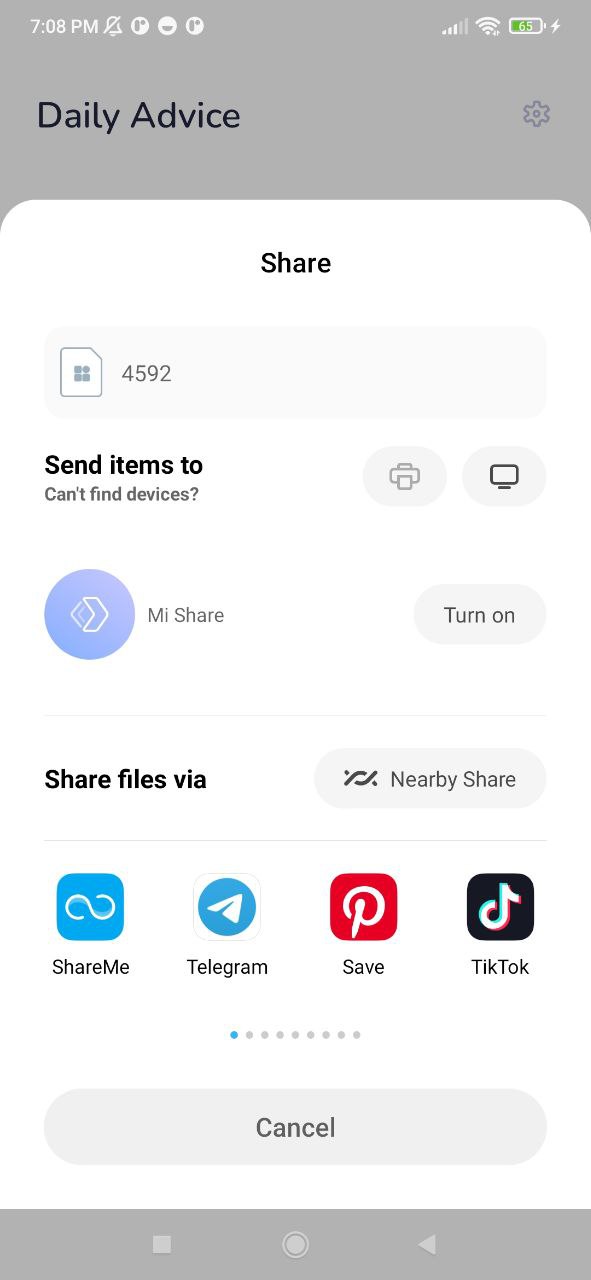 7:08 PM
65
Daily Advice
Share
4592
Send items to
Can't find devices?
Mi Share
Turn on
Share files via
Nearby Share
ShareMe
Telegram
Save
TikTok
Cancel